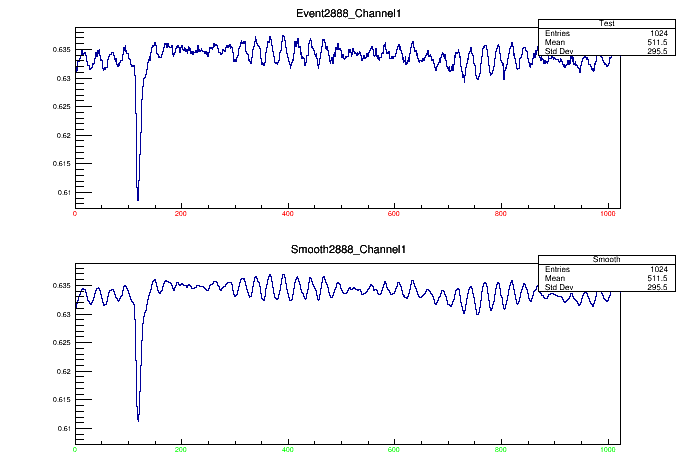 Event2888_Channel1
Test
Entries 1024
Mean 511.5
Std Dev 295.5
0.635
0.63
0.625
0.62
0.615
0.61
0 200 400 600 800 1000
Smooth2888_Channel1
Smooth
Entries 1024
Mean 511.5
Std Dev 295.5
0.635
0.63
0.625
0.62
0.615
0.61
0 200 400 600 800 1000